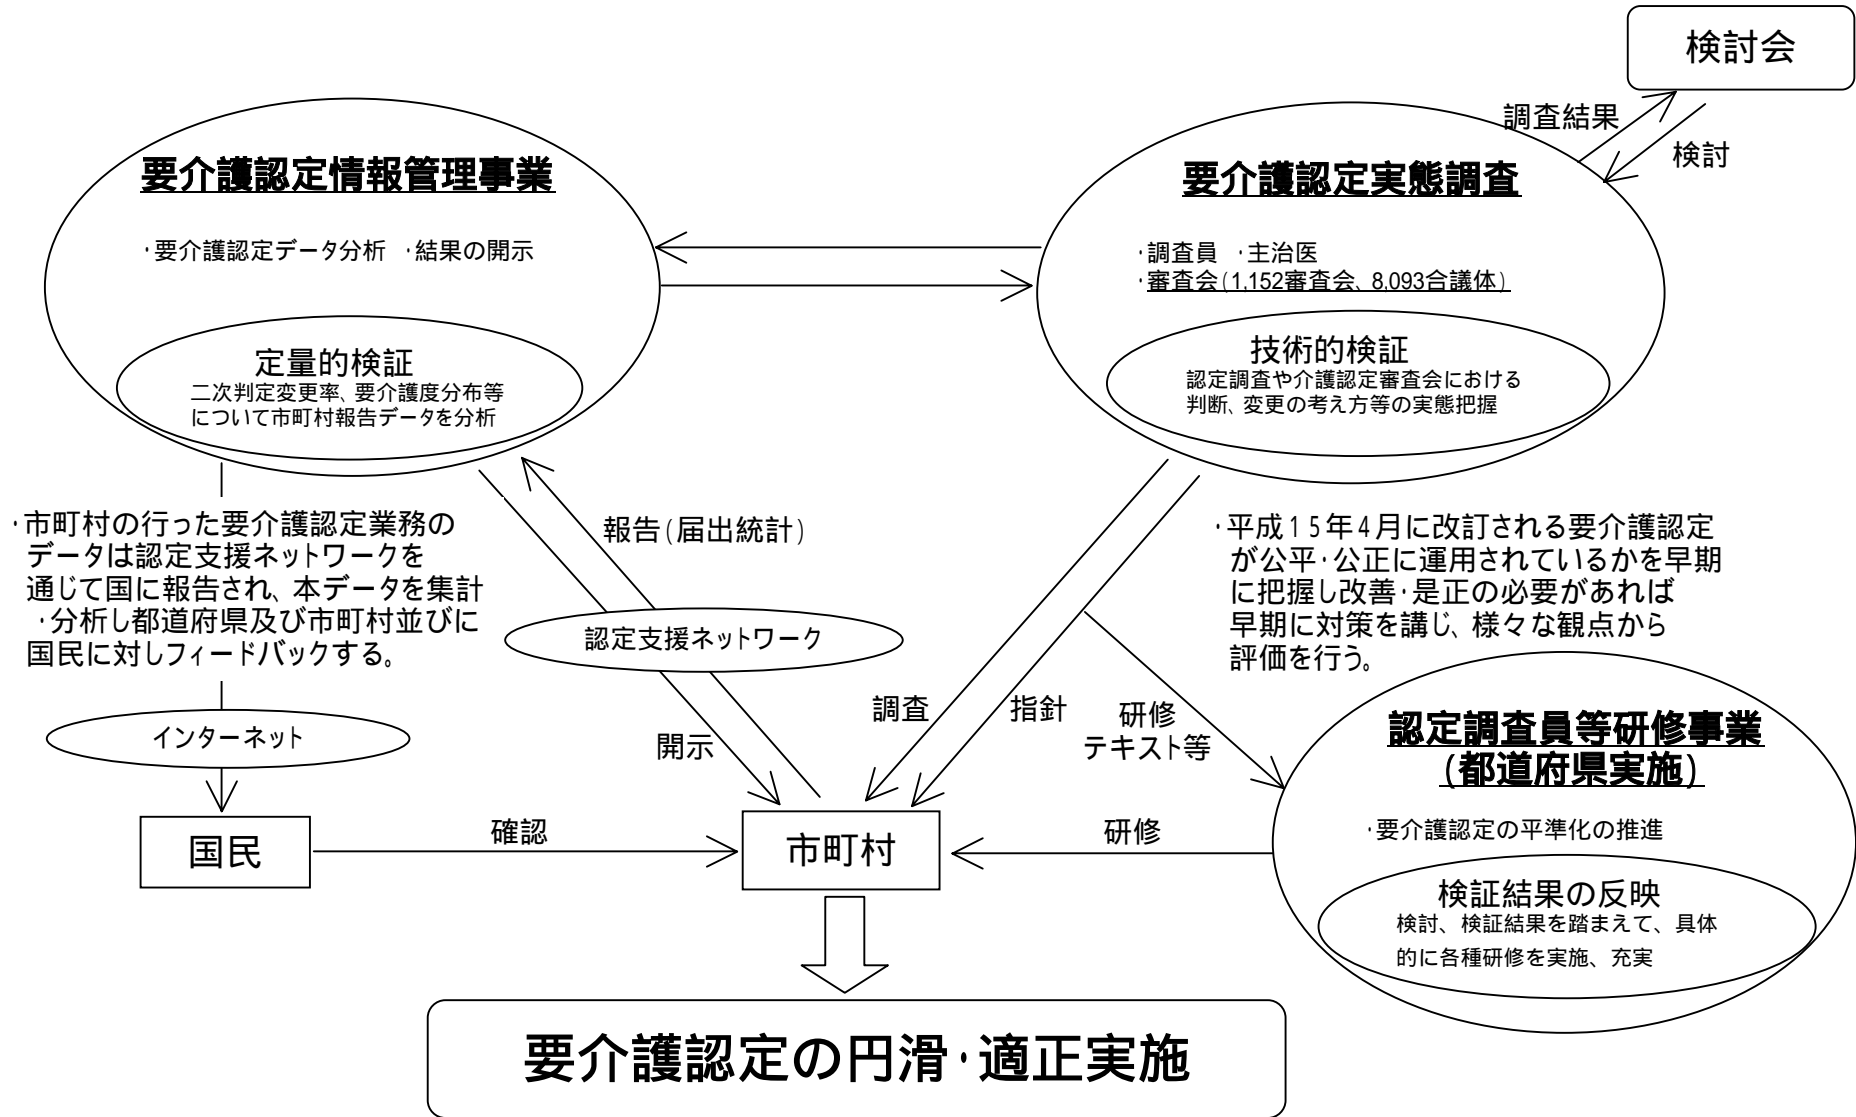 検討会
調査結果
検討
要介護認定情報管理事業
・要介護認定データ分析 ・結果の開示
定量的検証
二次判定変更率、要介護度分布等
について市町村報告データを分析
要介護認定実態調査
・調査員 ・主治医
・審査会(1,152審査会、8,093合議体)
技術的検証
認定調査や介護認定審査会における
判断、変更の考え方等の実態把握
・市町村の行った要介護認定業務の
データは認定支援ネットワークを
通じて国に報告され、本データを集計
・分析し都道府県及び市町村並びに
国民に対しフィードバックする。
報告(届出統計)
認定支援ネットワーク
開示
・平成15年4月に改訂される要介護認定
が公平・公正に運用されているかを早期
に把握し改善・是正の必要があれば
早期に対策を講じ、様々な観点から
評価を行う。
調査
指針
研修
テキスト等
インターネット
認定調査員等研修事業
(都道府県実施)
・要介護認定の平準化の推進
検証結果の反映
検討、検証結果を踏まえて、具体
的に各種研修を実施、充実
国民
確認
市町村
研修
要介護認定の円滑・適正実施